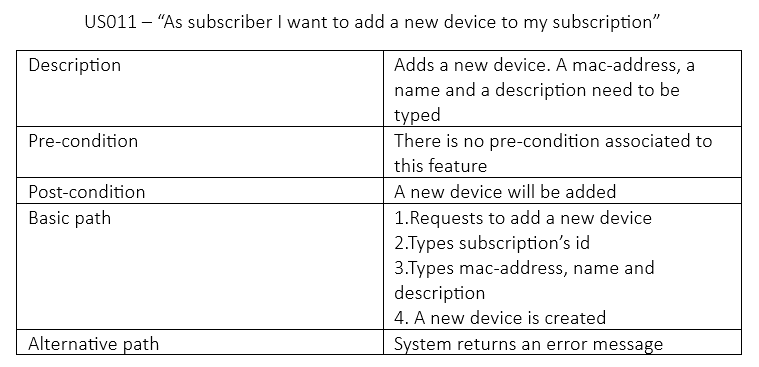 US011 – “As subscriber I want to add a new device to my subscription”
Description
Adds a new device. A mac-address, a
name and a description need to be
typed
Pre-condition
There is no pre-condition associated to
this feature
Post-condition
A new device will be added
Basic path
1.Requests to add a new device
2.Types subscription’s id
3.Types mac-address, name and
description
4. A new device is created
Alternative path
System returns an error message